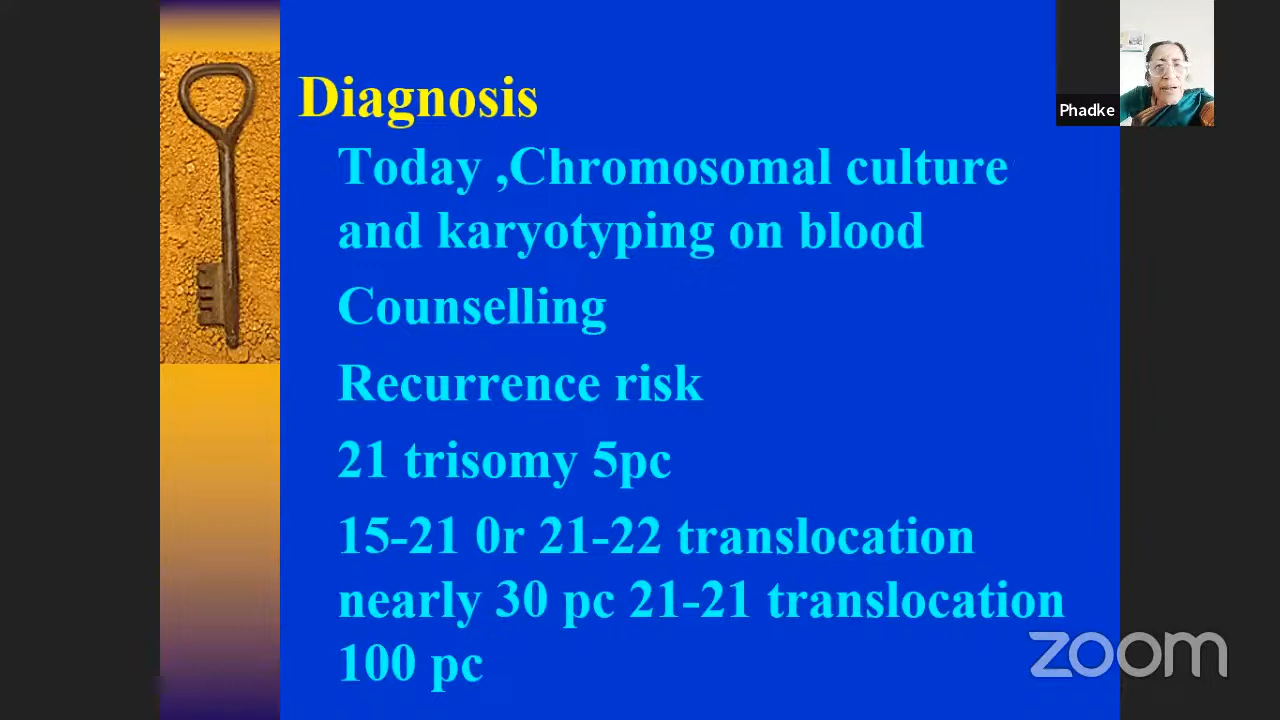 Diagnosis
Today ,Chromosomal culture
and karyotyping on blood
Counselling
Recurrence risk
21 trisomy 5pc
15-21 0r 21-22 translocation
nearly 30 pc 21-21 translocation
100 pc
Phadke
zoom